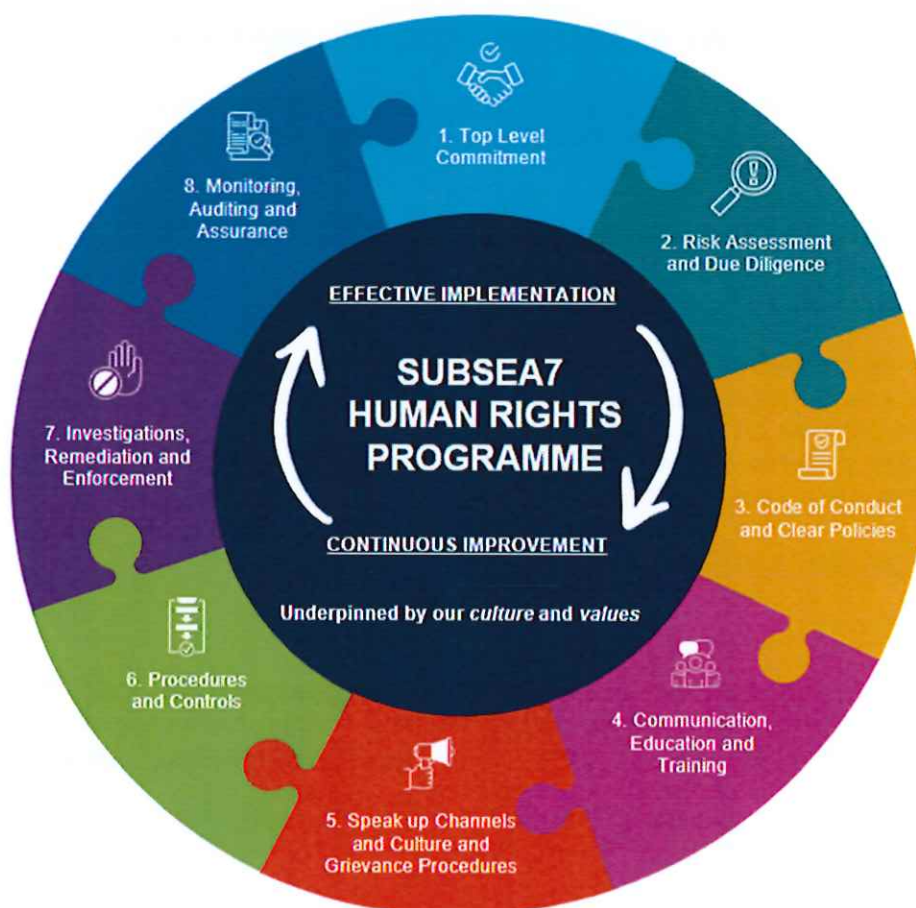 1. Top Level
Commitment
2. Risk Assessment
and Due Diligence
3. Code of Conduct
and Clear Policies
4. Communication,
Education and
Training
5. Speak up Channels
and Culture and
Grievance Procedures
6. Procedures
and Controls
7. Investigations,
Remediation and
Enforcement
8. Monitoring,
Auditing and
Assurance
EFFECTIVE IMPLEMENTATION
SUBSEA7
HUMAN RIGHTS
PROGRAMME
CONTINUOUS IMPROVEMENT
Underpinned by our culture and values